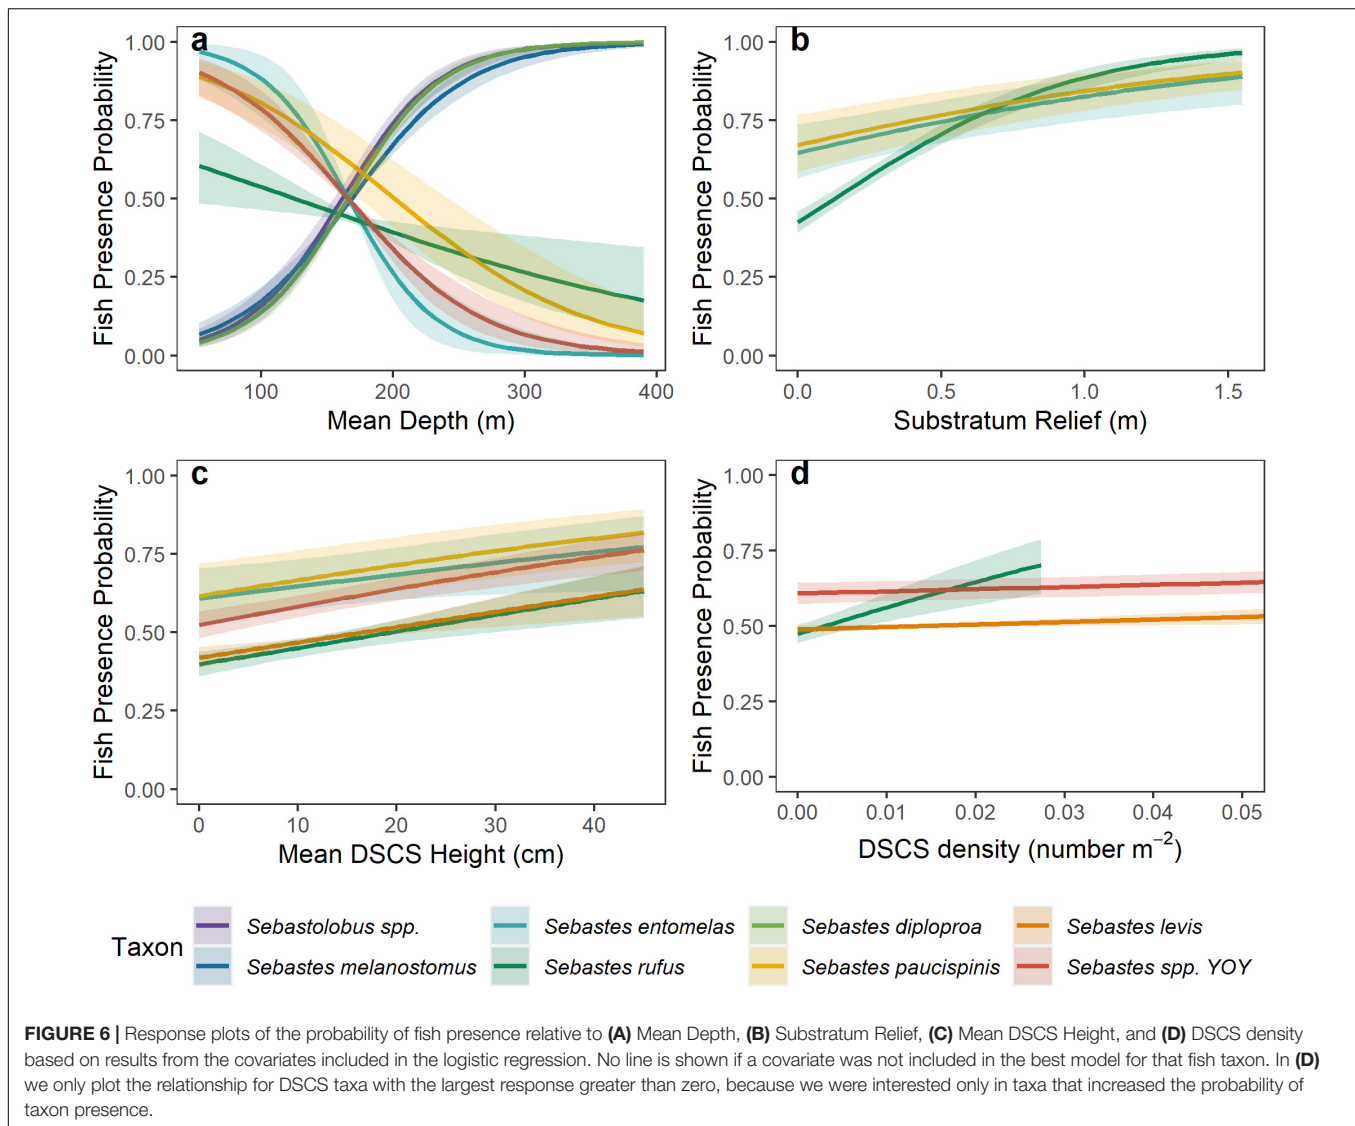 a
Fish Presence Probability
1.00
0.75
0.50
0.25
0.00
100 200 300 400
Mean Depth (m)
b
Fish Presence Probability
1.00
0.75
0.50
0.25
0.00
0.0 0.5 1.0 1.5
Substratum Relief (m)
c
Fish Presence Probability
1.00
0.75
0.50
0.25
0.00
0 10 20 30 40
Mean DSCS Height (cm)
d
Fish Presence Probability
1.00
0.75
0.50
0.25
0.00
0.00 0.01 0.02 0.03 0.04 0.05
DSCS density (number m⁻²)
Taxon
Sebastolobus spp. Sebastes entomelas Sebastes diploproa Sebastes levis
Sebastes melanostomus Sebastes rufus Sebastes paucispinis Sebastes spp. YOY
FIGURE 6 | Response plots of the probability of fish presence relative to (A) Mean Depth, (B) Substratum Relief, (C) Mean DSCS Height, and (D) DSCS density
based on results from the covariates included in the logistic regression. No line is shown if a covariate was not included in the best model for that fish taxon. In (D)
we only plot the relationship for DSCS taxa with the largest response greater than zero, because we were interested only in taxa that increased the probability of
taxon presence.